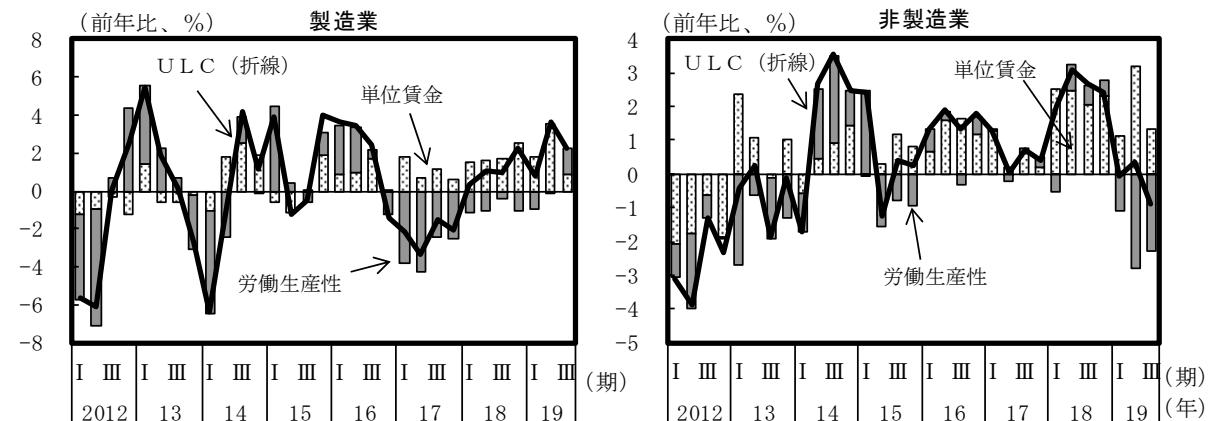 製造業
（前年比、％）
8
6
4
2
0
-2
-4
-6
-8
ＵＬＣ（折線）
単位賃金
労働生産性
Ⅰ Ⅲ Ⅰ Ⅲ Ⅰ Ⅲ Ⅰ Ⅲ Ⅰ Ⅲ Ⅰ Ⅲ Ⅰ Ⅲ Ⅰ Ⅲ （期）
2012 13 14 15 16 17 18 19
非製造業
（前年比、％）
4
3
2
1
0
-1
-2
-3
-4
-5
ＵＬＣ（折線）
単位賃金
労働生産性
Ⅰ Ⅲ Ⅰ Ⅲ Ⅰ Ⅲ Ⅰ Ⅲ Ⅰ Ⅲ Ⅰ Ⅲ Ⅰ Ⅲ Ⅰ Ⅲ （期）
2012 13 14 15 16 17 18 19 （年）